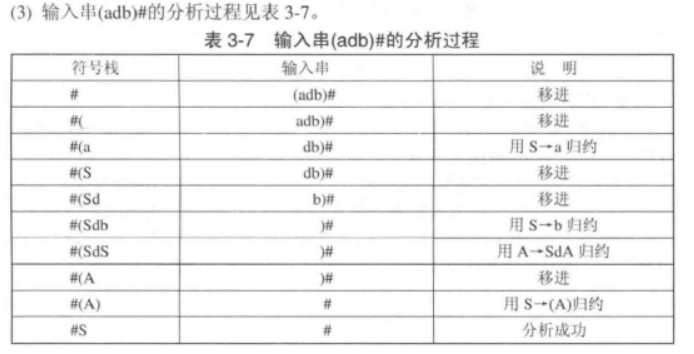 (3) 输入串(adb)#的分析过程见表 3-7。
表 3-7 输入串(adb)#的分析过程
符号栈 输入串 说 明
# (adb)# 移进
#( adb)# 移进
#(a db)# 用 S→a 归约
#(S db)# 移进
#(Sd b)# 移进
#(Sdb )# 用 S→b 归约
#(SdS )# 用 A→SdA 归约
#(A )# 移进
#(A) # 用 S→(A)归约
#S # 分析成功